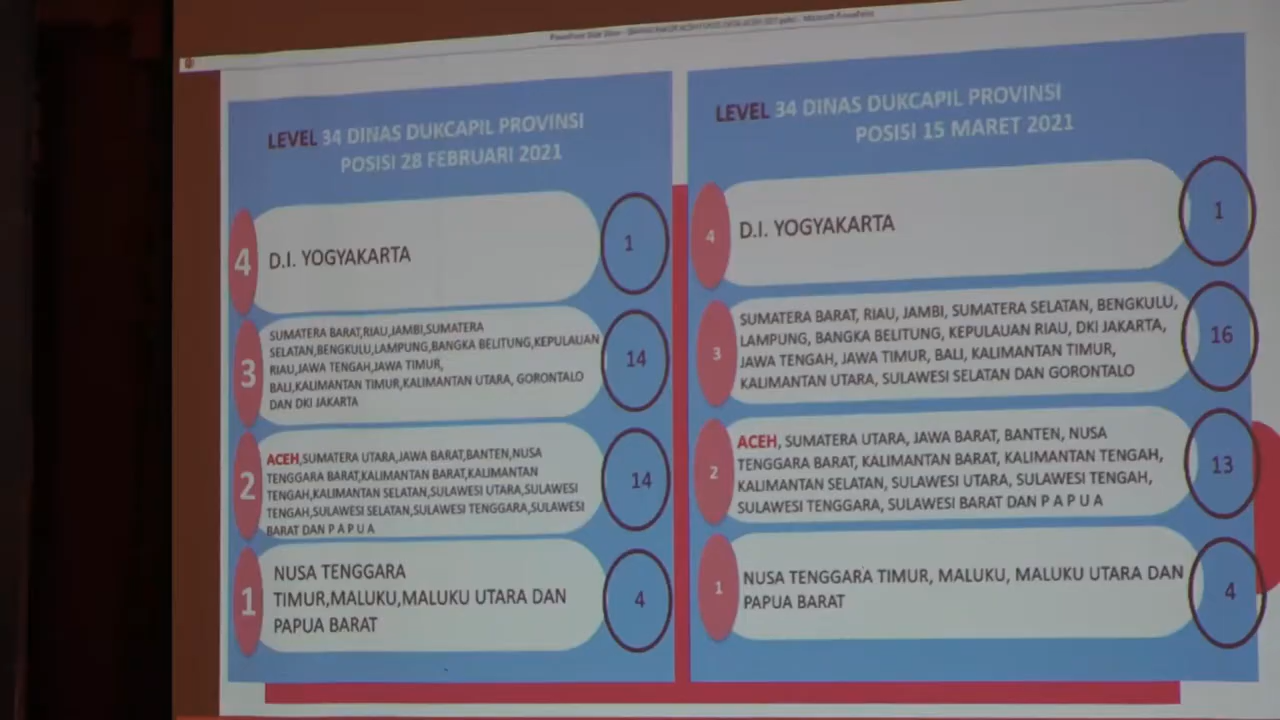 LEVEL 34 DINAS DUKCAPIL PROVINSI
POSISI 28 FEBRUARI 2021
4
D.I. YOGYAKARTA
1
3
SUMATERA BARAT,RIAU,JAMBI,SUMATERA
SELATAN,BENGKULU,LAMPUNG,BANGKA BELITUNG,KEPULAUAN
RIAU,JAWA TENGAH,JAWA TIMUR,
BALI,KALIMANTAN TIMUR,KALIMANTAN UTARA, GORONTALO
DAN DKI JAKARTA
14
2
ACEH,SUMATERA UTARA,JAWA BARAT,BANTEN,NUSA
TENGGARA BARAT,KALIMANTAN BARAT,KALIMANTAN
TENGAH,KALIMANTAN SELATAN,SULAWESI UTARA,SULAWESI
TENGAH,SULAWESI SELATAN,SULAWESI TENGGARA,SULAWESI
BARAT DAN P A P U A
14
1
NUSA TENGGARA
TIMUR,MALUKU,MALUKU UTARA DAN
PAPUA BARAT
4
LEVEL 34 DINAS DUKCAPIL PROVINSI
POSISI 15 MARET 2021
4
D.I. YOGYAKARTA
1
3
SUMATERA BARAT, RIAU, JAMBI, SUMATERA SELATAN, BENGKULU,
LAMPUNG, BANGKA BELITUNG, KEPULAUAN RIAU, DKI JAKARTA,
JAWA TENGAH, JAWA TIMUR, BALI, KALIMANTAN TIMUR,
KALIMANTAN UTARA, SULAWESI SELATAN DAN GORONTALO
16
2
ACEH, SUMATERA UTARA, JAWA BARAT, BANTEN, NUSA
TENGGARA BARAT, KALIMANTAN BARAT, KALIMANTAN TENGAH,
KALIMANTAN SELATAN, SULAWESI UTARA, SULAWESI TENGAH,
SULAWESI TENGGARA, SULAWESI BARAT DAN P A P U A
13
1
NUSA TENGGARA TIMUR, MALUKU, MALUKU UTARA DAN
PAPUA BARAT
4